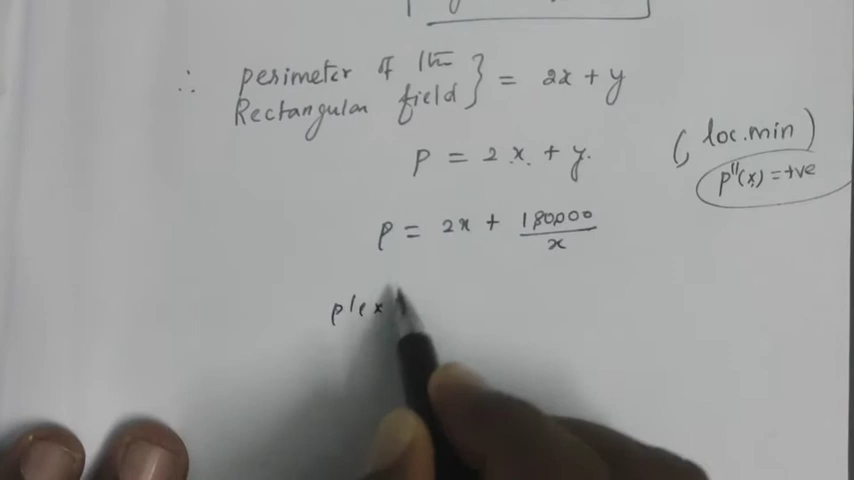 ∴ perimeter of the } = 2x + y
Rectangular field
P = 2x + y.
(loc.min)
p''(x) = +ve
P = 2x + 180000/x
p'(x